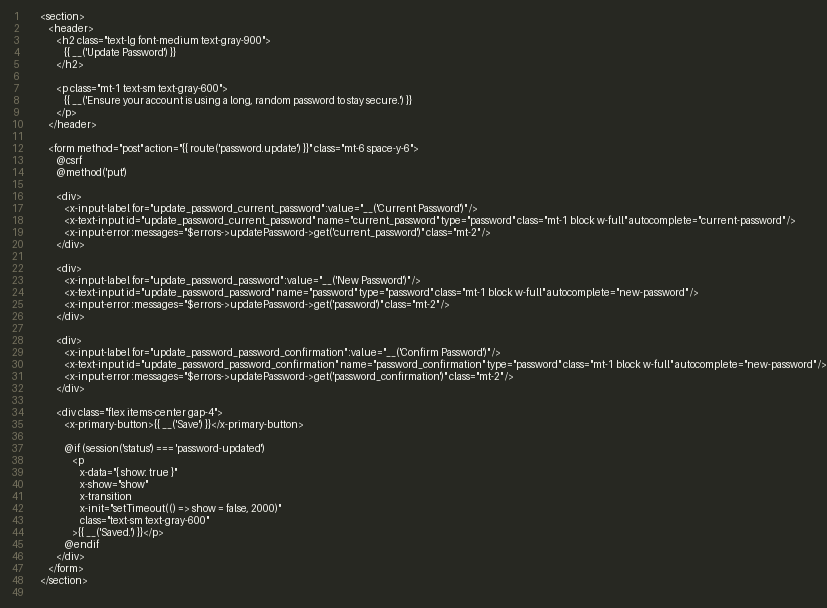 1 <section>
2 <header>
3 <h2 class="text-lg font-medium text-gray-900">
4 {{ __('Update Password') }}
5 </h2>
6
7 <p class="mt-1 text-sm text-gray-600">
8 {{ __('Ensure your account is using a long, random password to stay secure.') }}
9 </p>
10 </header>
11
12 <form method="post" action="{{ route('password.update') }}" class="mt-6 space-y-6">
13 @csrf
14 @method('put')
15
16 <div>
17 <x-input-label for="update_password_current_password" :value="__('Current Password')" />
18 <x-text-input id="update_password_current_password" name="current_password" type="password" class="mt-1 block w-full" autocomplete="current-password" />
19 <x-input-error :messages="$errors->updatePassword->get('current_password')" class="mt-2" />
20 </div>
21
22 <div>
23 <x-input-label for="update_password_password" :value="__('New Password')" />
24 <x-text-input id="update_password_password" name="password" type="password" class="mt-1 block w-full" autocomplete="new-password" />
25 <x-input-error :messages="$errors->updatePassword->get('password')" class="mt-2" />
26 </div>
27
28 <div>
29 <x-input-label for="update_password_password_confirmation" :value="__('Confirm Password')" />
30 <x-text-input id="update_password_password_confirmation" name="password_confirmation" type="password" class="mt-1 block w-full" autocomplete="new-password" />
31 <x-input-error :messages="$errors->updatePassword->get('password_confirmation')" class="mt-2" />
32 </div>
33
34 <div class="flex items-center gap-4">
35 <x-primary-button>{{ __('Save') }}</x-primary-button>
36
37 @if (session('status') === 'password-updated')
38 <p
39 x-data="{ show: true }"
40 x-show="show"
41 x-transition
42 x-init="setTimeout(() => show = false, 2000)"
43 class="text-sm text-gray-600"
44 >{{ __('Saved.') }}</p>
45 @endif
46 </div>
47 </form>
48 </section>
49